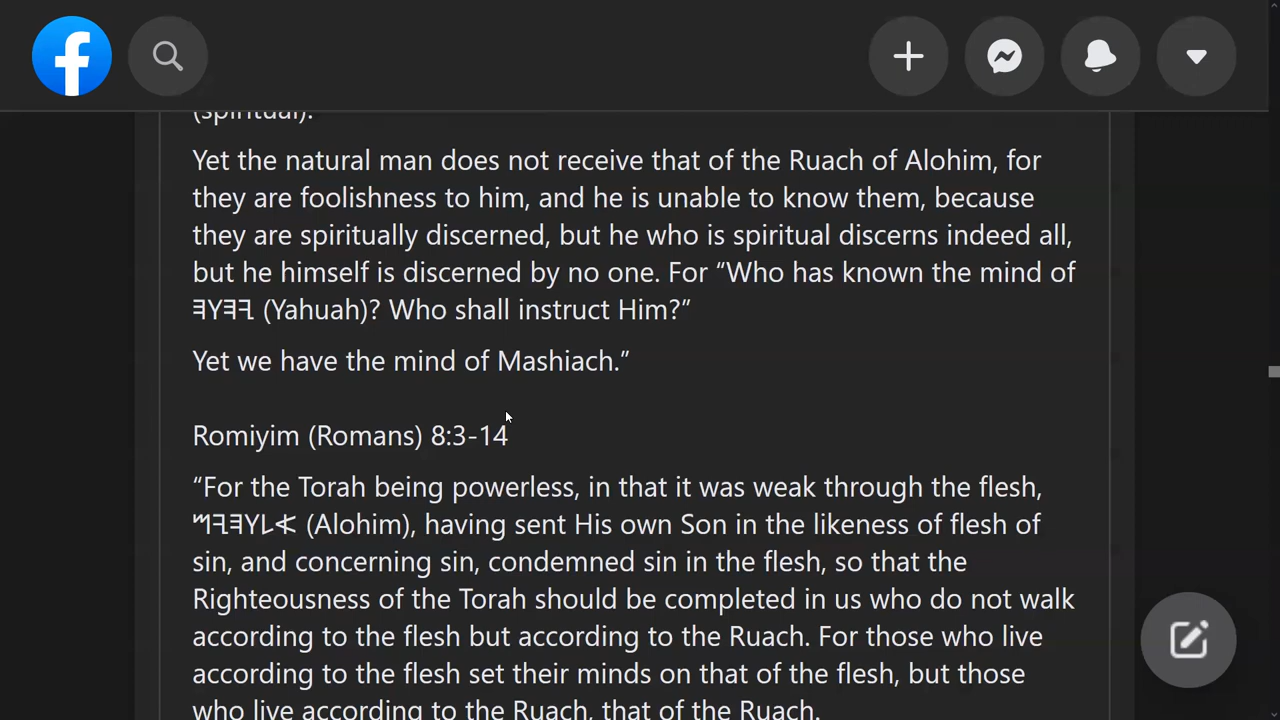 (spiritual).
Yet the natural man does not receive that of the Ruach of Alohim, for
they are foolishness to him, and he is unable to know them, because
they are spiritually discerned, but he who is spiritual discerns indeed all,
but he himself is discerned by no one. For “Who has known the mind of
𐤉𐤄𐤅𐤄 (Yahuah)? Who shall instruct Him?”
Yet we have the mind of Mashiach.”
Romiyim (Romans) 8:3-14
“For the Torah being powerless, in that it was weak through the flesh,
𐤀𐤋𐤅𐤄𐤉𐤌 (Alohim), having sent His own Son in the likeness of flesh of
sin, and concerning sin, condemned sin in the flesh, so that the
Righteousness of the Torah should be completed in us who do not walk
according to the flesh but according to the Ruach. For those who live
according to the flesh set their minds on that of the flesh, but those
who live according to the Ruach, that of the Ruach.